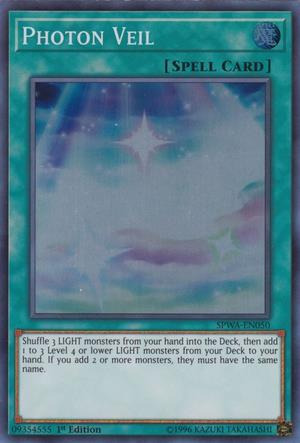 PHOTON VEIL
[SPELL CARD]
SPWA-EN050
Shuffle 3 LIGHT monsters from your hand into the Deck, then add
1 to 3 Level 4 or lower LIGHT monsters from your Deck to your
hand. If you add 2 or more monsters, they must have the same
name.
09354555 1st Edition ©1996 KAZUKI TAKAHASHI